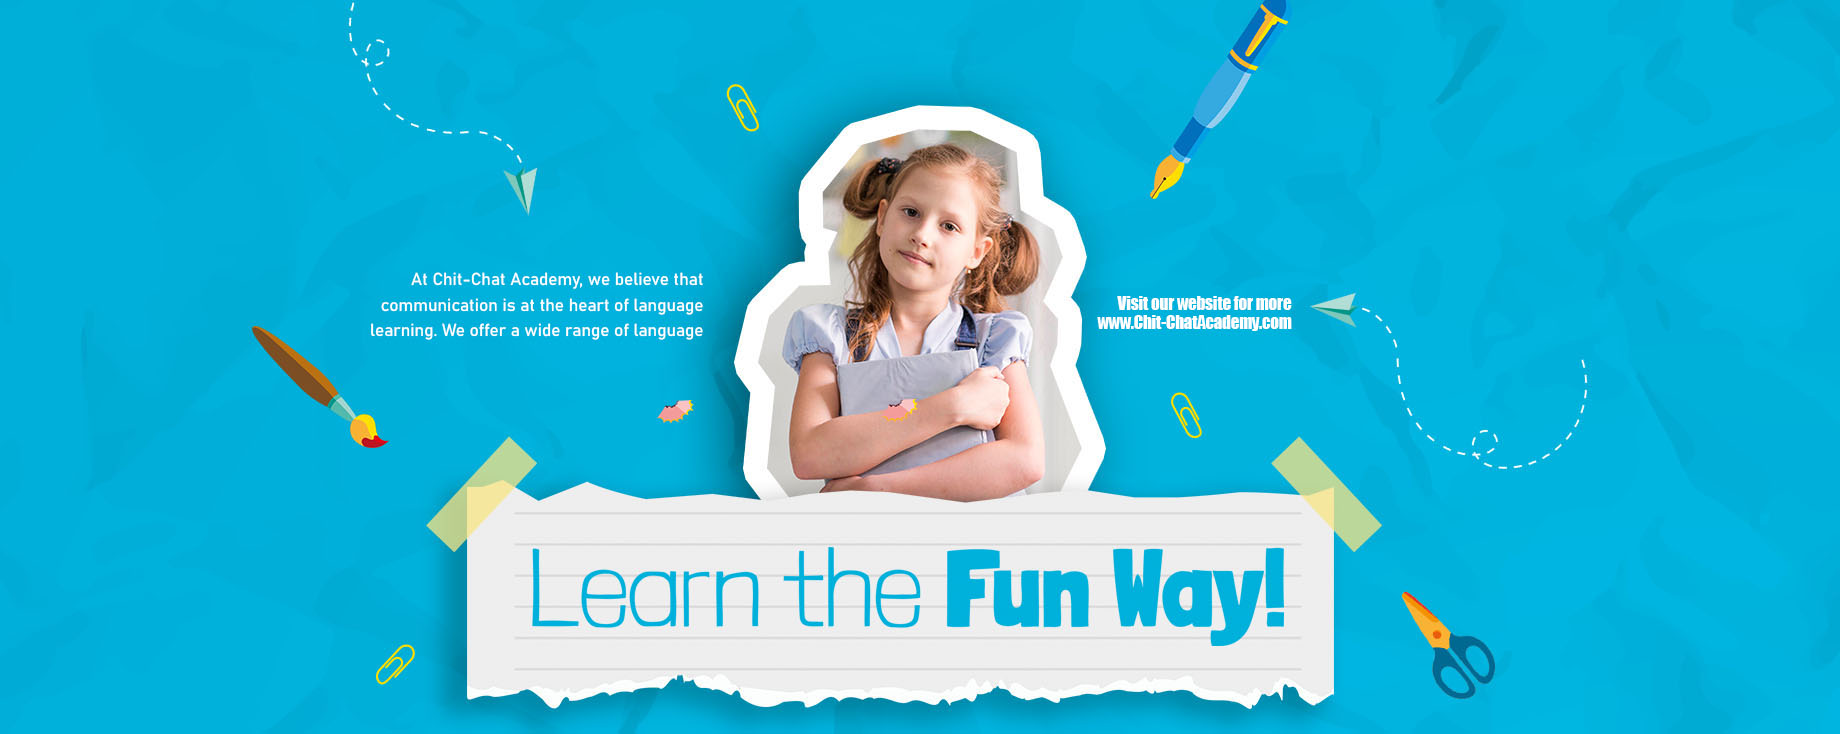 At Chit-Chat Academy, we believe that
communication is at the heart of language
learning. We offer a wide range of language
Visit our website for more
www.Chit-ChatAcademy.com
Learn the Fun Way!